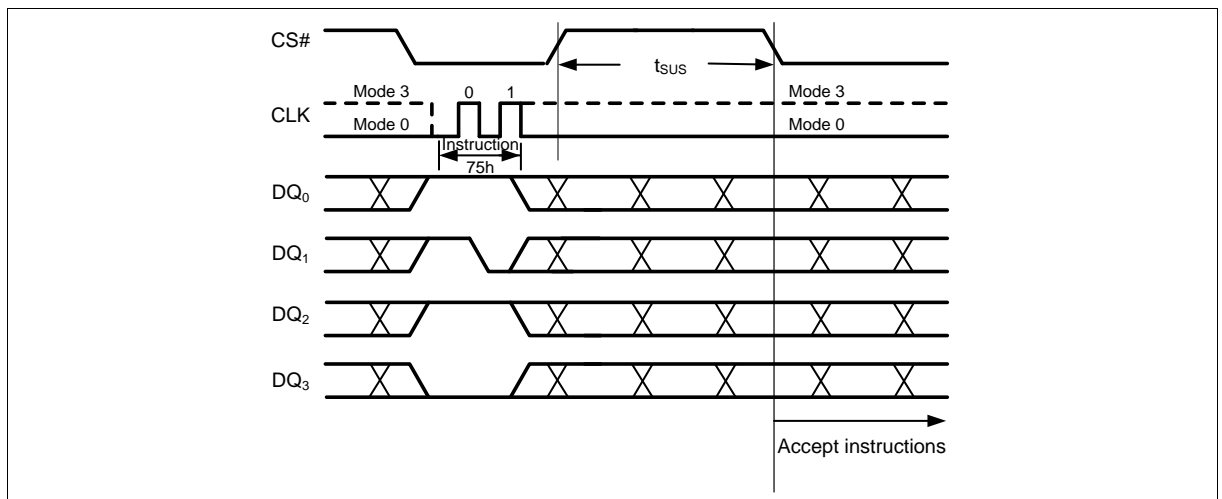 CS#
tSUS
Mode 3 0 1 Mode 3
CLK
Mode 0 Mode 0
Instruction
75h
DQ0
DQ1
DQ2
DQ3
Accept instructions